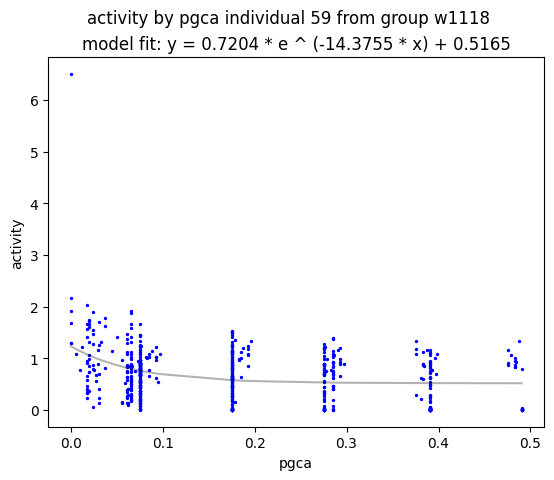 activity by pgca individual 59 from group w1118
model fit: y = 0.7204 * e ^ (-14.3755 * x) + 0.5165
activity
6
5
4
3
2
1
0
0.0 0.1 0.2 0.3 0.4 0.5
pgca